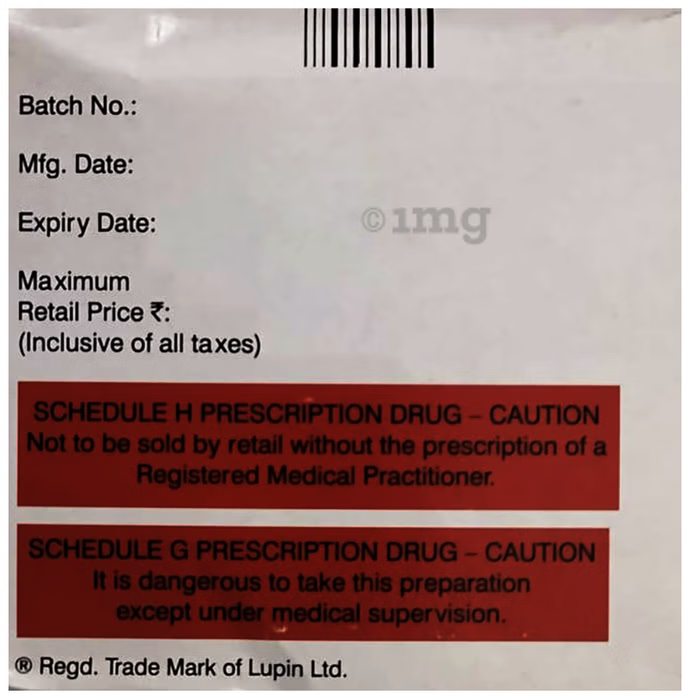 Batch No.:
Mfg. Date:
Expiry Date:
©1mg
Maximum
Retail Price ₹:
(Inclusive of all taxes)
SCHEDULE H PRESCRIPTION DRUG – CAUTION
Not to be sold by retail without the prescription of a
Registered Medical Practitioner.
SCHEDULE G PRESCRIPTION DRUG – CAUTION
It is dangerous to take this preparation
except under medical supervision.
® Regd. Trade Mark of Lupin Ltd.